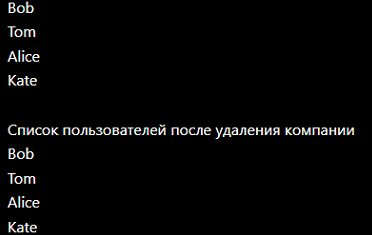 Bob
Tom
Alice
Kate
Список пользователей после удаления компании
Bob
Tom
Alice
Kate